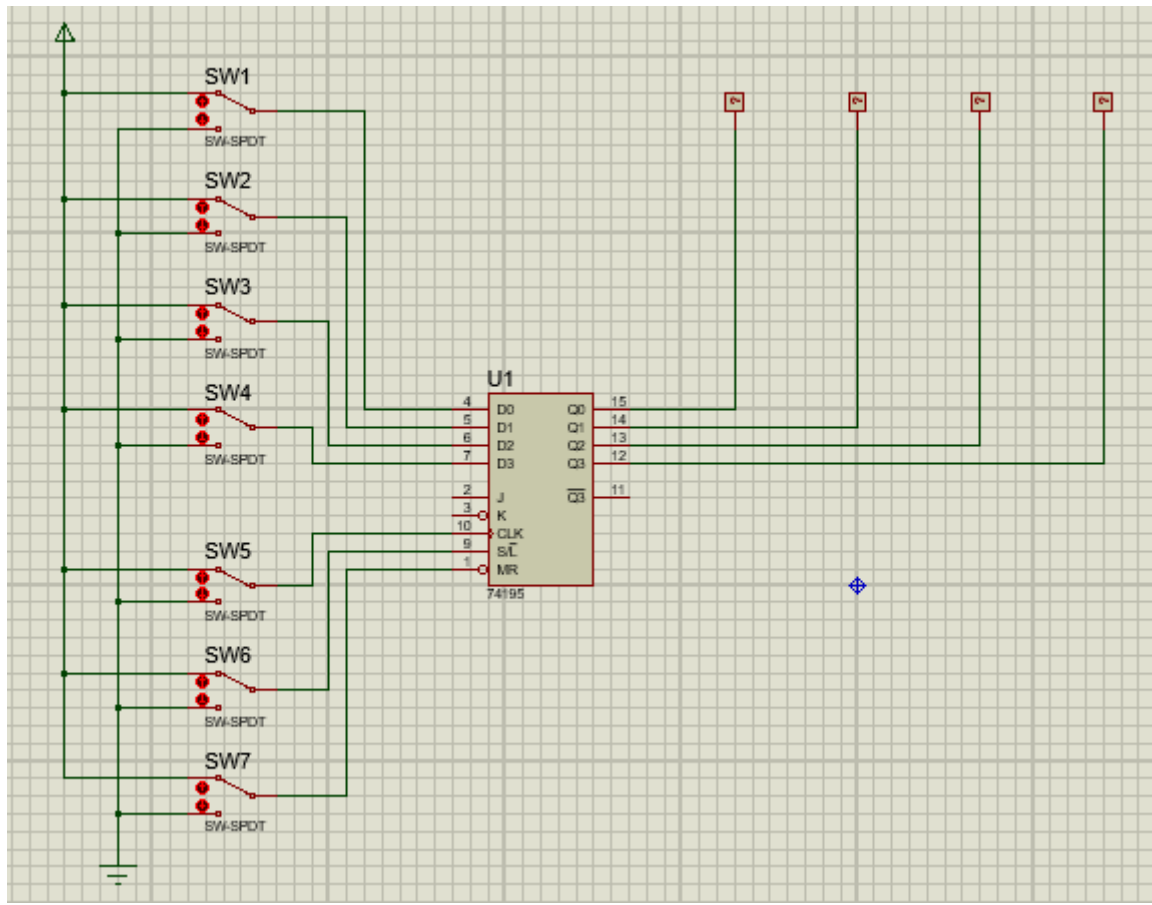 SW1
SW-SPDT
SW2
SW-SPDT
SW3
SW-SPDT
SW4
SW-SPDT
SW5
SW-SPDT
SW6
SW-SPDT
SW7
SW-SPDT
? ? ? ?
U1
4 D0 Q0 15
5 D1 Q1 14
6 D2 Q2 13
7 D3 Q3 12
2 J Q3 11
3 K
10 CLK
9 S/L
1 MR
74195